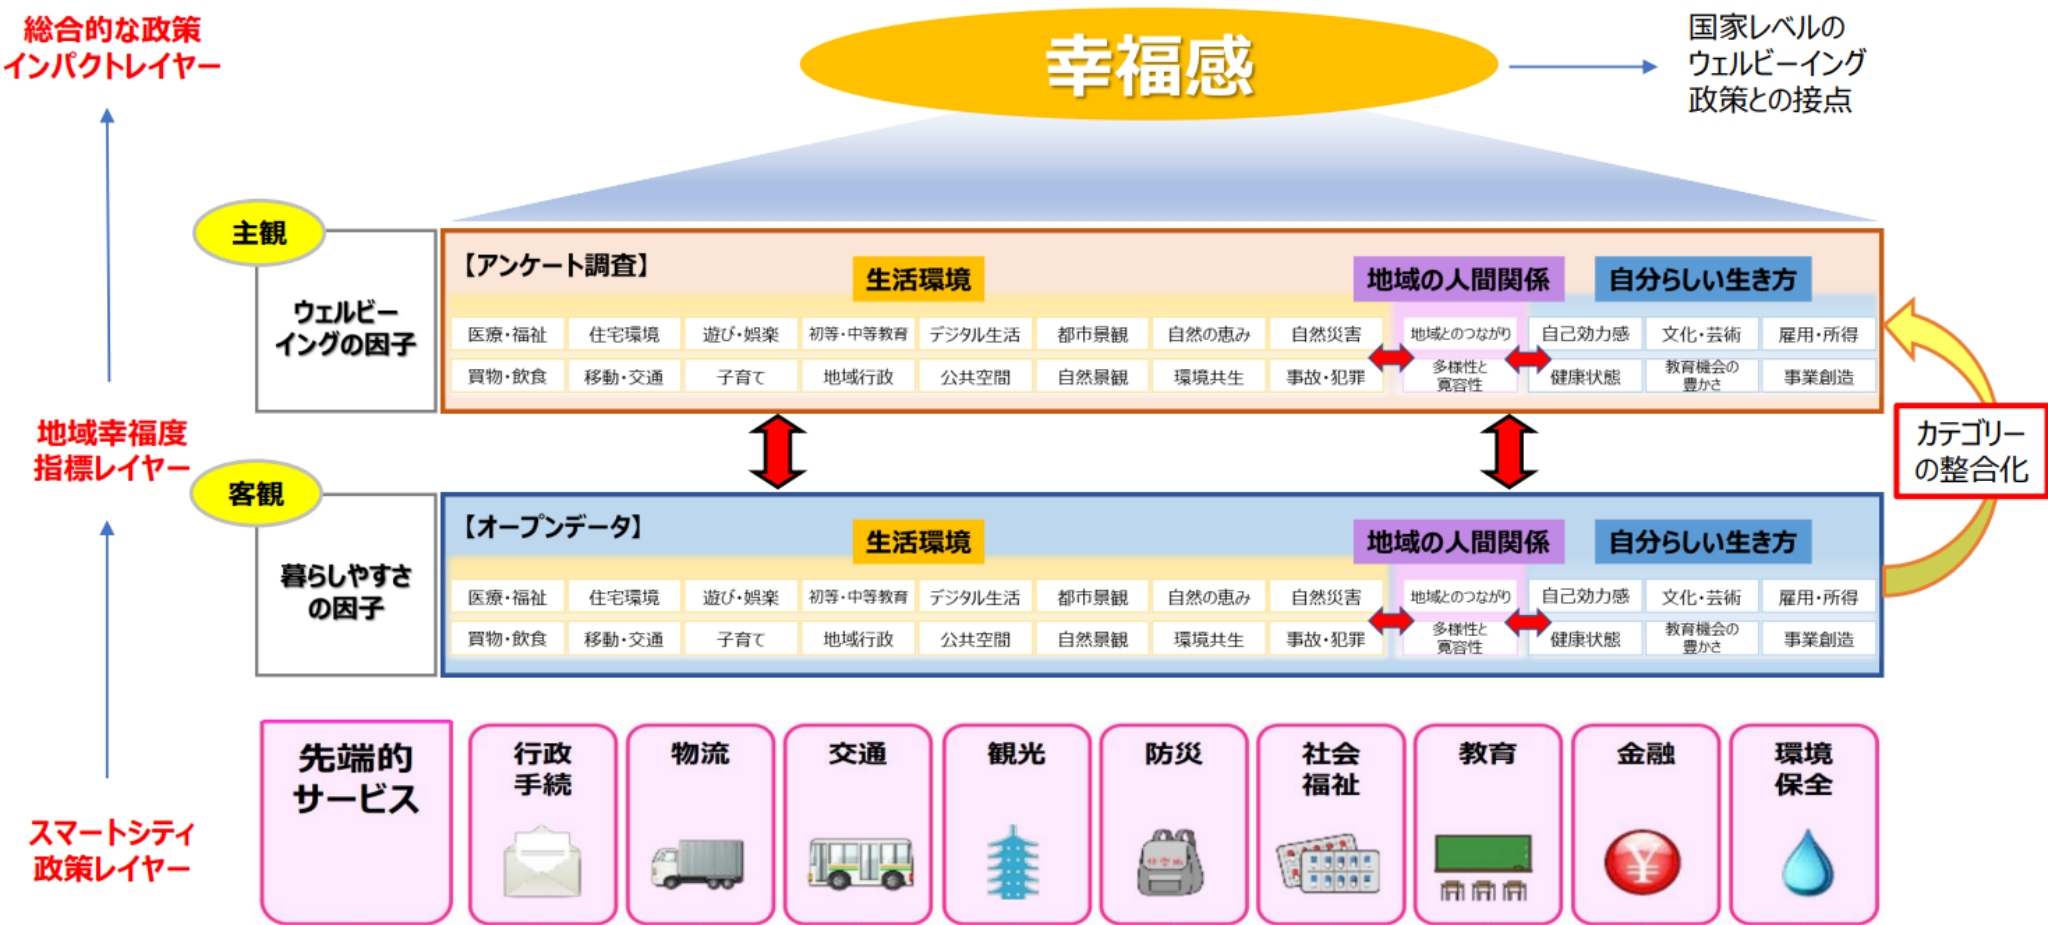 総合的な政策
インパクトレイヤー
幸福感
国家レベルの
ウェルビーイング
政策との接点
主観
ウェルビー
イングの因子
【アンケート調査】
生活環境
地域の人間関係
自分らしい生き方
医療・福祉 住宅環境 遊び・娯楽 初等・中等教育 デジタル生活 都市景観 自然の恵み 自然災害 地域とのつながり 自己効力感 文化・芸術 雇用・所得
買物・飲食 移動・交通 子育て 地域行政 公共空間 自然景観 環境共生 事故・犯罪 多様性と
寛容性
健康状態
教育機会の
豊かさ
事業創造
地域幸福度
指標レイヤー
カテゴリー
の整合化
客観
暮らしやすさ
の因子
【オープンデータ】
生活環境
地域の人間関係
自分らしい生き方
医療・福祉 住宅環境 遊び・娯楽 初等・中等教育 デジタル生活 都市景観 自然の恵み 自然災害 地域とのつながり 自己効力感 文化・芸術 雇用・所得
買物・飲食 移動・交通 子育て 地域行政 公共空間 自然景観 環境共生 事故・犯罪 多様性と
寛容性
健康状態
教育機会の
豊かさ
事業創造
スマートシティ
政策レイヤー
先端的
サービス
行政
手続
物流
交通
観光
防災
社会
福祉
教育
金融
環境
保全